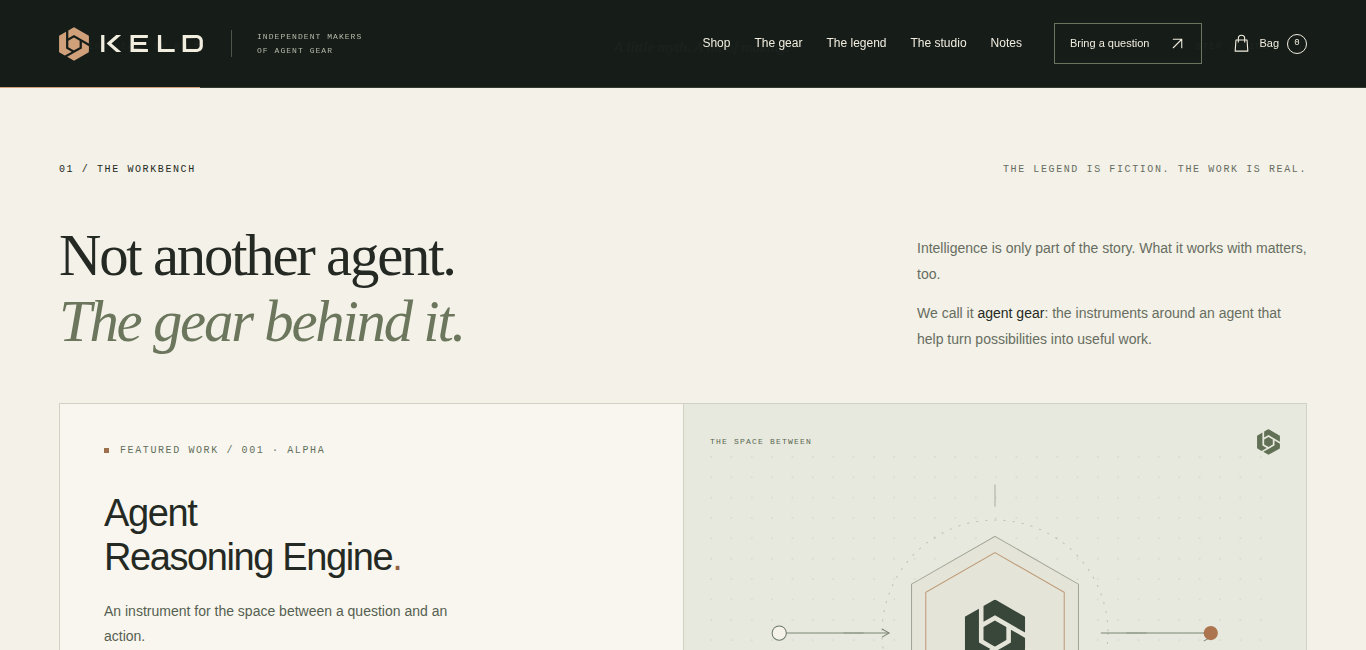 KELD
INDEPENDENT MAKERS
OF AGENT GEAR
Shop
The gear
The legend
The studio
Notes
Bring a question
Bag
0
01 / THE WORKBENCH
THE LEGEND IS FICTION. THE WORK IS REAL.
Not another agent.
The gear behind it.
Intelligence is only part of the story. What it works with matters,
too.
We call it agent gear: the instruments around an agent that
help turn possibilities into useful work.
FEATURED WORK / 001 · ALPHA
Agent
Reasoning Engine.
An instrument for the space between a question and an
action.
THE SPACE BETWEEN